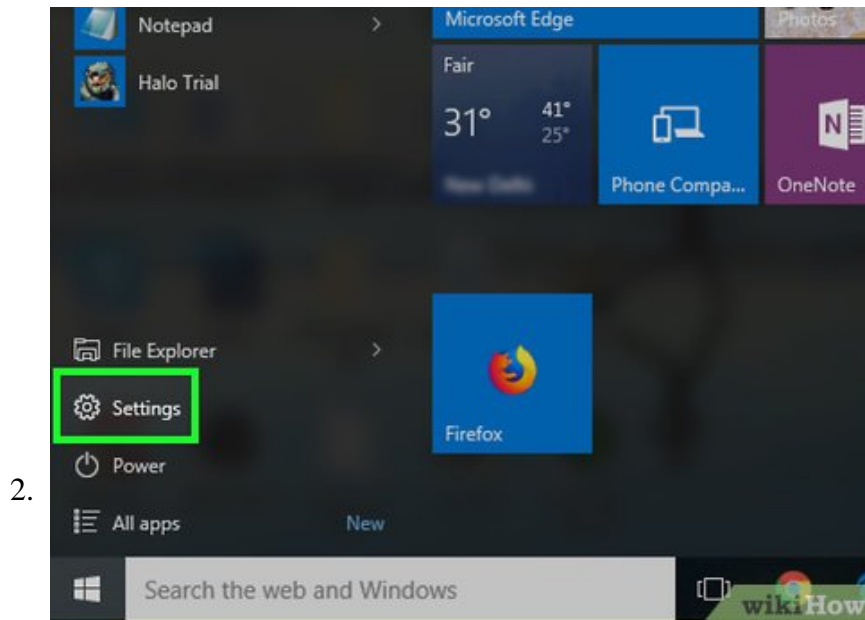 Notepad
Microsoft Edge
Photos
Halo Trial
Fair
31°
41°
25°
Phone Compa...
OneNote
N
File Explorer
Settings
Firefox
Power
2.
All apps
New
Search the web and Windows
wikiHow